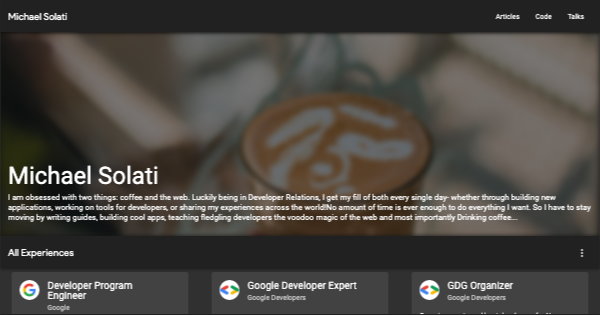 Michael Solati
Articles Code Talks
Michael Solati
I am obsessed with two things: coffee and the web. Luckily being in Developer Relations, I get my fill of both every single day- whether through building new
applications, working on tools for developers, or sharing my experiences across the world!No amount of time is ever enough to do everything I want. So I have to stay
moving by writing guides, building cool apps, teaching fledgling developers the voodoo magic of the web and most importantly Drinking coffee...
All Experiences
Developer Program
Engineer
Google
Google Developer Expert
Google Developers
GDG Organizer
Google Developers